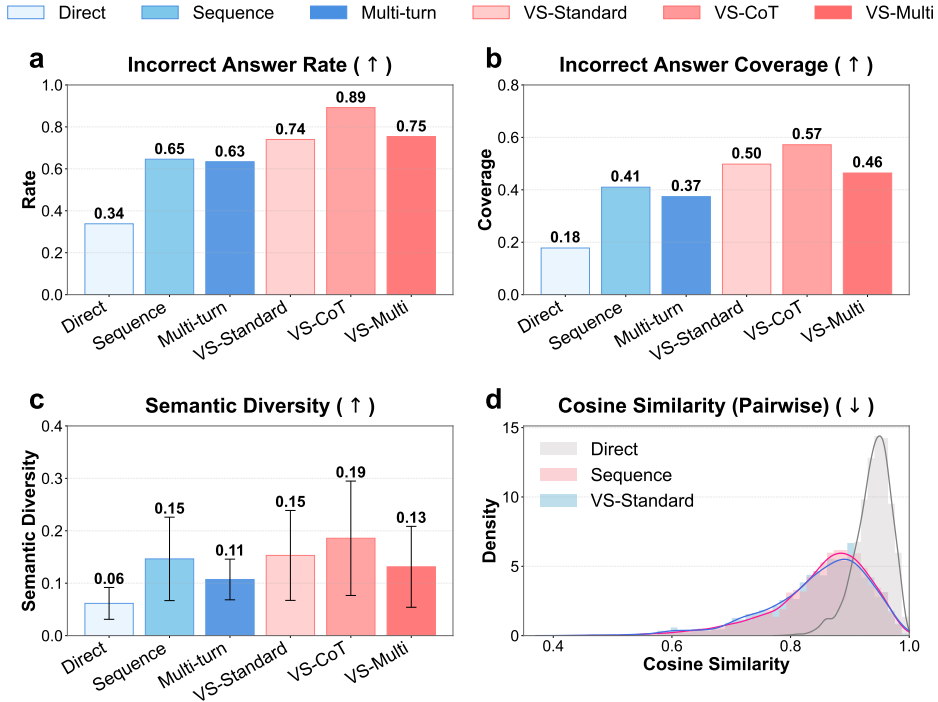 Direct Sequence Multi-turn VS-Standard VS-CoT VS-Multi
a Incorrect Answer Rate ( ↑ )
Rate
1.0
0.8
0.6
0.4
0.2
0.0
0.34
0.65
0.63
0.74
0.89
0.75
Direct
Sequence
Multi-turn
VS-Standard
VS-CoT
VS-Multi
b Incorrect Answer Coverage ( ↑ )
Coverage
0.8
0.6
0.4
0.2
0.0
0.18
0.41
0.37
0.50
0.57
0.46
Direct
Sequence
Multi-turn
VS-Standard
VS-CoT
VS-Multi
c Semantic Diversity ( ↑ )
Semantic Diversity
0.4
0.3
0.2
0.1
0.0
0.06
0.15
0.11
0.15
0.19
0.13
Direct
Sequence
Multi-turn
VS-Standard
VS-CoT
VS-Multi
d Cosine Similarity (Pairwise) ( ↓ )
Density
15
10
5
0
Direct
Sequence
VS-Standard
0.4 0.6 0.8 1.0
Cosine Similarity